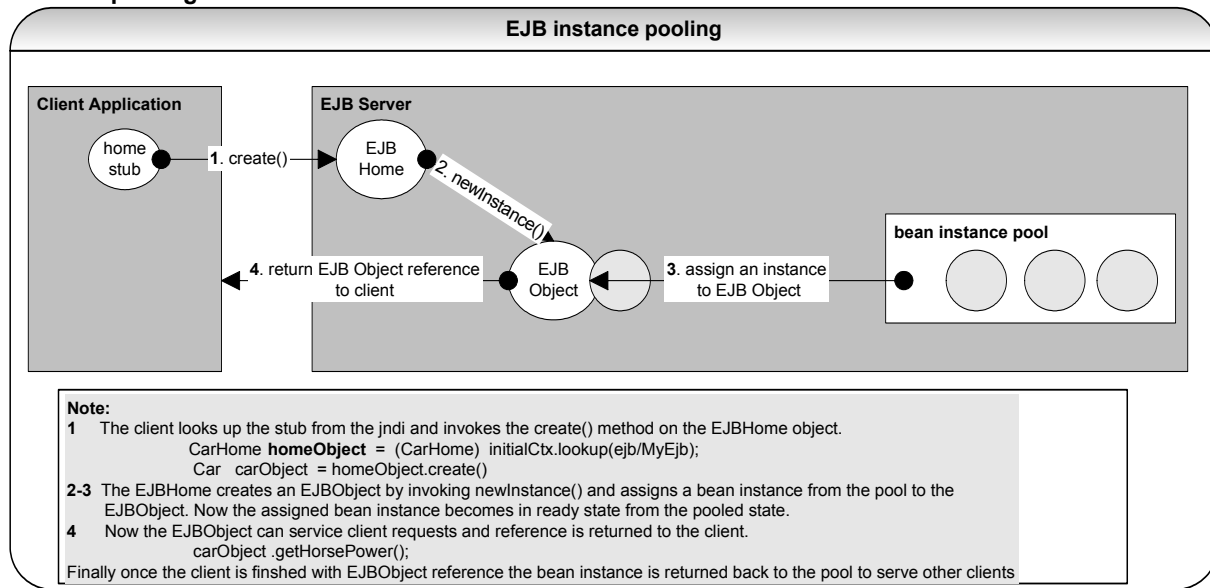 EJB instance pooling
Client Application
EJB Server
home
stub
1. create()
EJB
Home
2. newInstance()
bean instance pool
4. return EJB Object reference
to client
EJB
Object
3. assign an instance
to EJB Object
Note:
1 The client looks up the stub from the jndi and invokes the create() method on the EJBHome object.
CarHome homeObject = (CarHome) initialCtx.lookup(ejb/MyEjb);
Car carObject = homeObject.create()
2-3 The EJBHome creates an EJBObject by invoking newInstance() and assigns a bean instance from the pool to the
EJBObject. Now the assigned bean instance becomes in ready state from the pooled state.
4 Now the EJBObject can service client requests and reference is returned to the client.
carObject .getHorsePower();
Finally once the client is finshed with EJBObject reference the bean instance is returned back to the pool to serve other clients